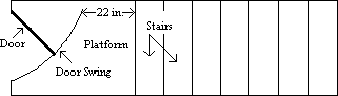 22 in.
Stairs
Door
Platform
Door Swing